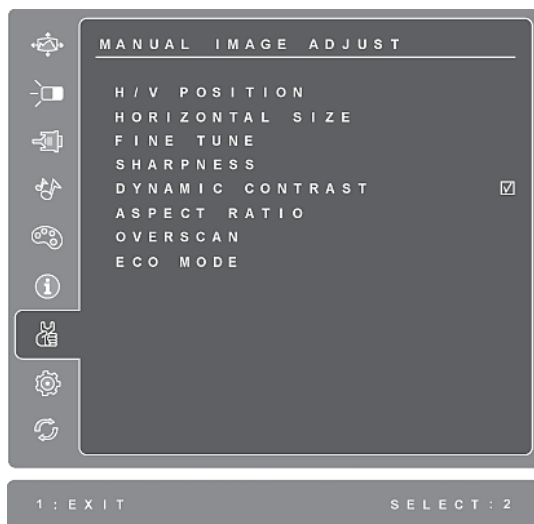 MANUAL IMAGE ADJUST
H/V POSITION
HORIZONTAL SIZE
FINE TUNE
SHARPNESS
DYNAMIC CONTRAST
ASPECT RATIO
OVERSCAN
ECO MODE
1:EXIT SELECT:2